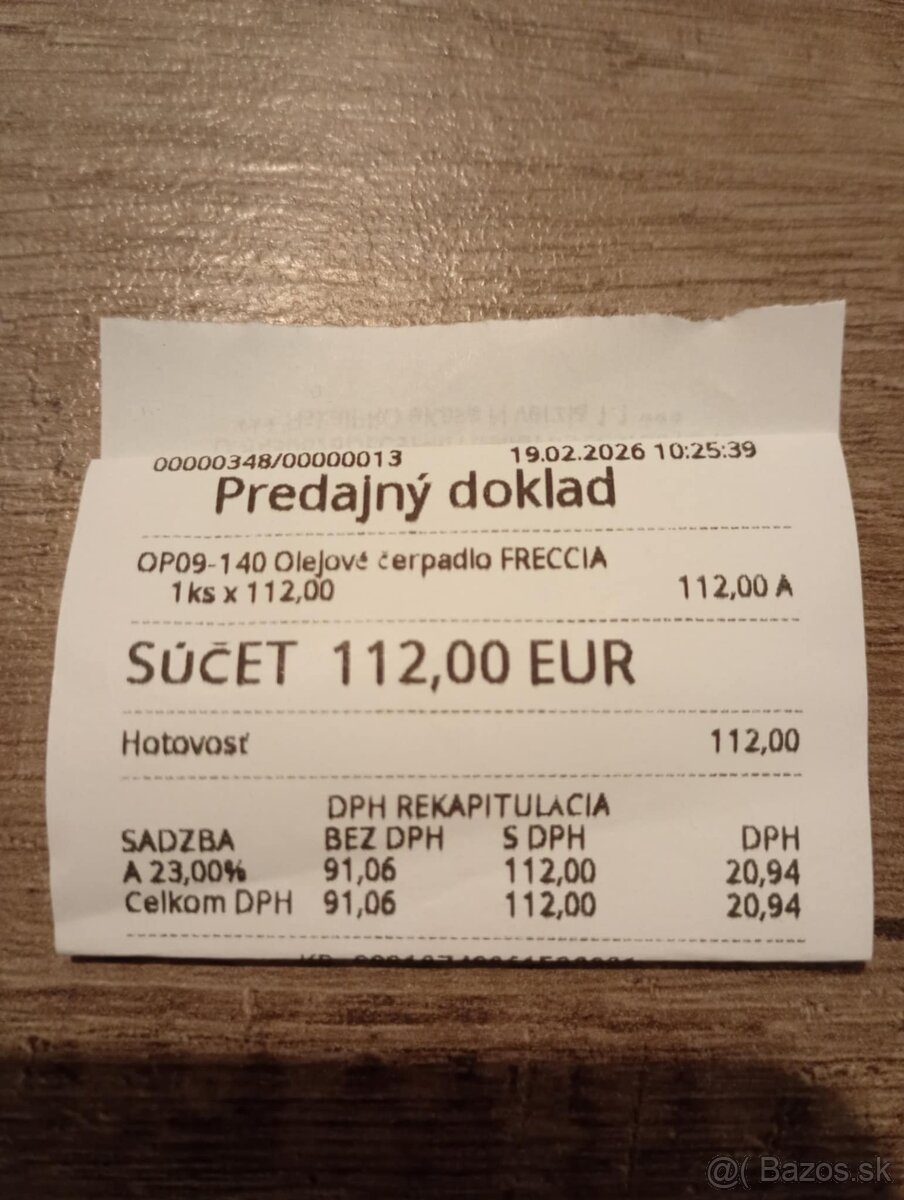 00000348/00000013 19.02.2026 10:25:39
Predajný doklad
OP09-140 Olejové čerpadlo FRECCIA
1ks x 112,00 112,00 A
SÚČET 112,00 EUR
Hotovosť 112,00
DPH REKAPITULÁCIA
SADZBA BEZ DPH S DPH DPH
A 23,00% 91,06 112,00 20,94
Celkom DPH 91,06 112,00 20,94
@( Bazos.sk